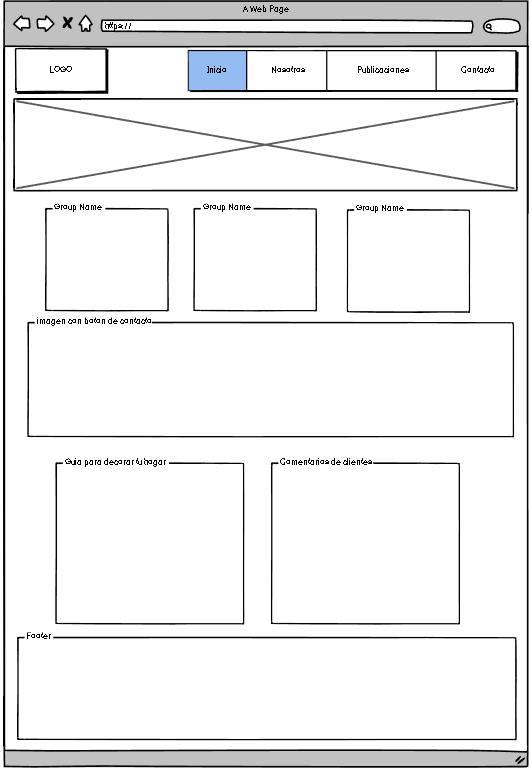 A Web Page
https://
LOGO
Inicio
Nosotros
Publicaciones
Contacto
Group Name
Group Name
Group Name
imagen con boton de contacto
Guia para decorar tu hogar
Comentarios de clientes
Footer